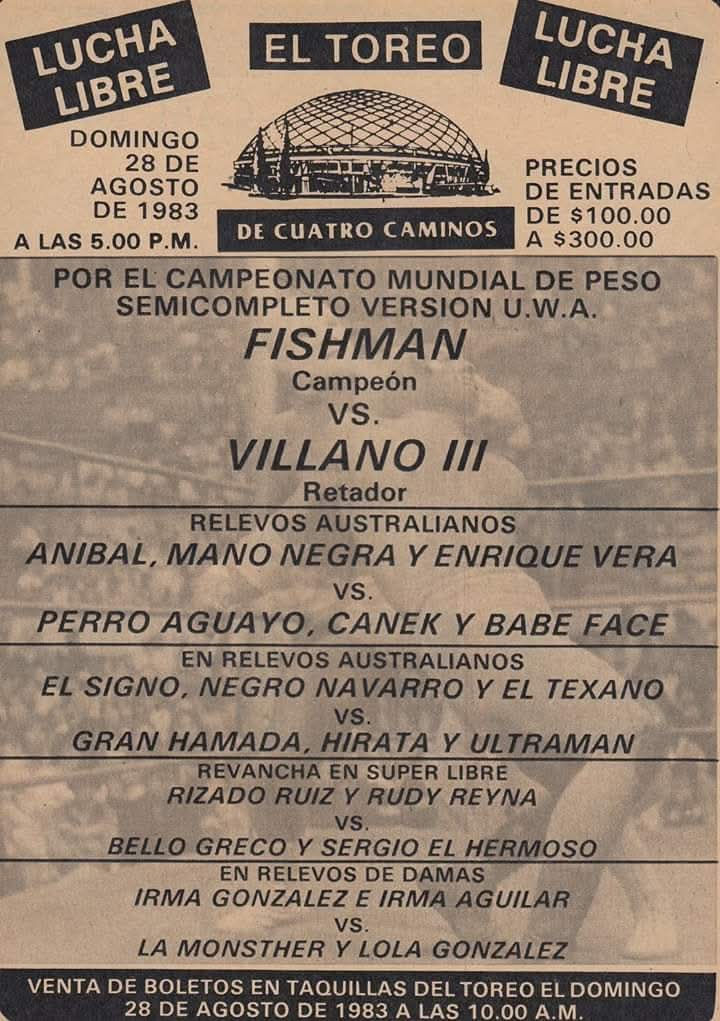 LUCHA
LIBRE
EL TOREO
LUCHA
LIBRE
DOMINGO
28 DE
AGOSTO
DE 1983
A LAS 5.00 P.M.
DE CUATRO CAMINOS
PRECIOS
DE ENTRADAS
DE $100.00
A $300.00
POR EL CAMPEONATO MUNDIAL DE PESO
SEMICOMPLETO VERSION U.W.A.
FISHMAN
Campeón
VS.
VILLANO III
Retador
RELEVOS AUSTRALIANOS
ANIBAL, MANO NEGRA Y ENRIQUE VERA
VS.
PERRO AGUAYO, CANEK Y BABE FACE
EN RELEVOS AUSTRALIANOS
EL SIGNO, NEGRO NAVARRO Y EL TEXANO
VS.
GRAN HAMADA, HIRATA Y ULTRAMAN
REVANCHA EN SUPER LIBRE
RIZADO RUIZ Y RUDY REYNA
VS.
BELLO GRECO Y SERGIO EL HERMOSO
EN RELEVOS DE DAMAS
IRMA GONZALEZ E IRMA AGUILAR
VS.
LA MONSTHER Y LOLA GONZALEZ
VENTA DE BOLETOS EN TAQUILLAS DEL TOREO EL DOMINGO
28 DE AGOSTO DE 1983 A LAS 10.00 A.M.